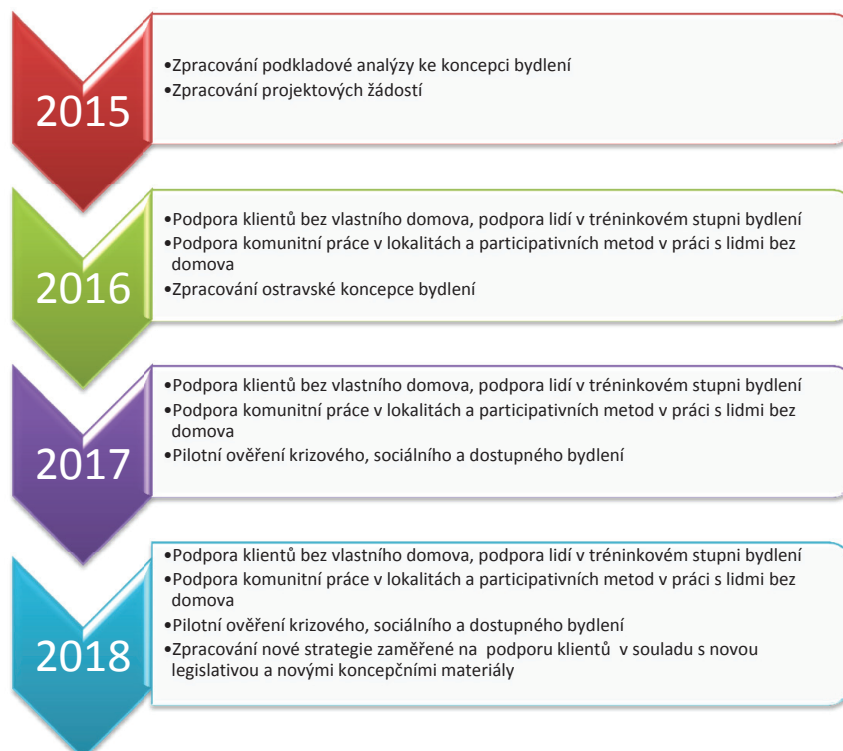 2015
•Zpracování podkladové analýzy ke koncepci bydlení
•Zpracování projektových žádostí
2016
•Podpora klientů bez vlastního domova, podpora lidí v tréninkovém stupni bydlení
•Podpora komunitní práce v lokalitách a participativních metod v práci s lidmi bez
domova
•Zpracování ostravské koncepce bydlení
2017
•Podpora klientů bez vlastního domova, podpora lidí v tréninkovém stupni bydlení
•Podpora komunitní práce v lokalitách a participativních metod v práci s lidmi bez
domova
•Pilotní ověření krizového, sociálního a dostupného bydlení
2018
•Podpora klientů bez vlastního domova, podpora lidí v tréninkovém stupni bydlení
•Podpora komunitní práce v lokalitách a participativních metod v práci s lidmi bez
domova
•Pilotní ověření krizového, sociálního a dostupného bydlení
•Zpracování nové strategie zaměřené na podporu klientů v souladu s novou
legislativou a novými koncepčními materiály